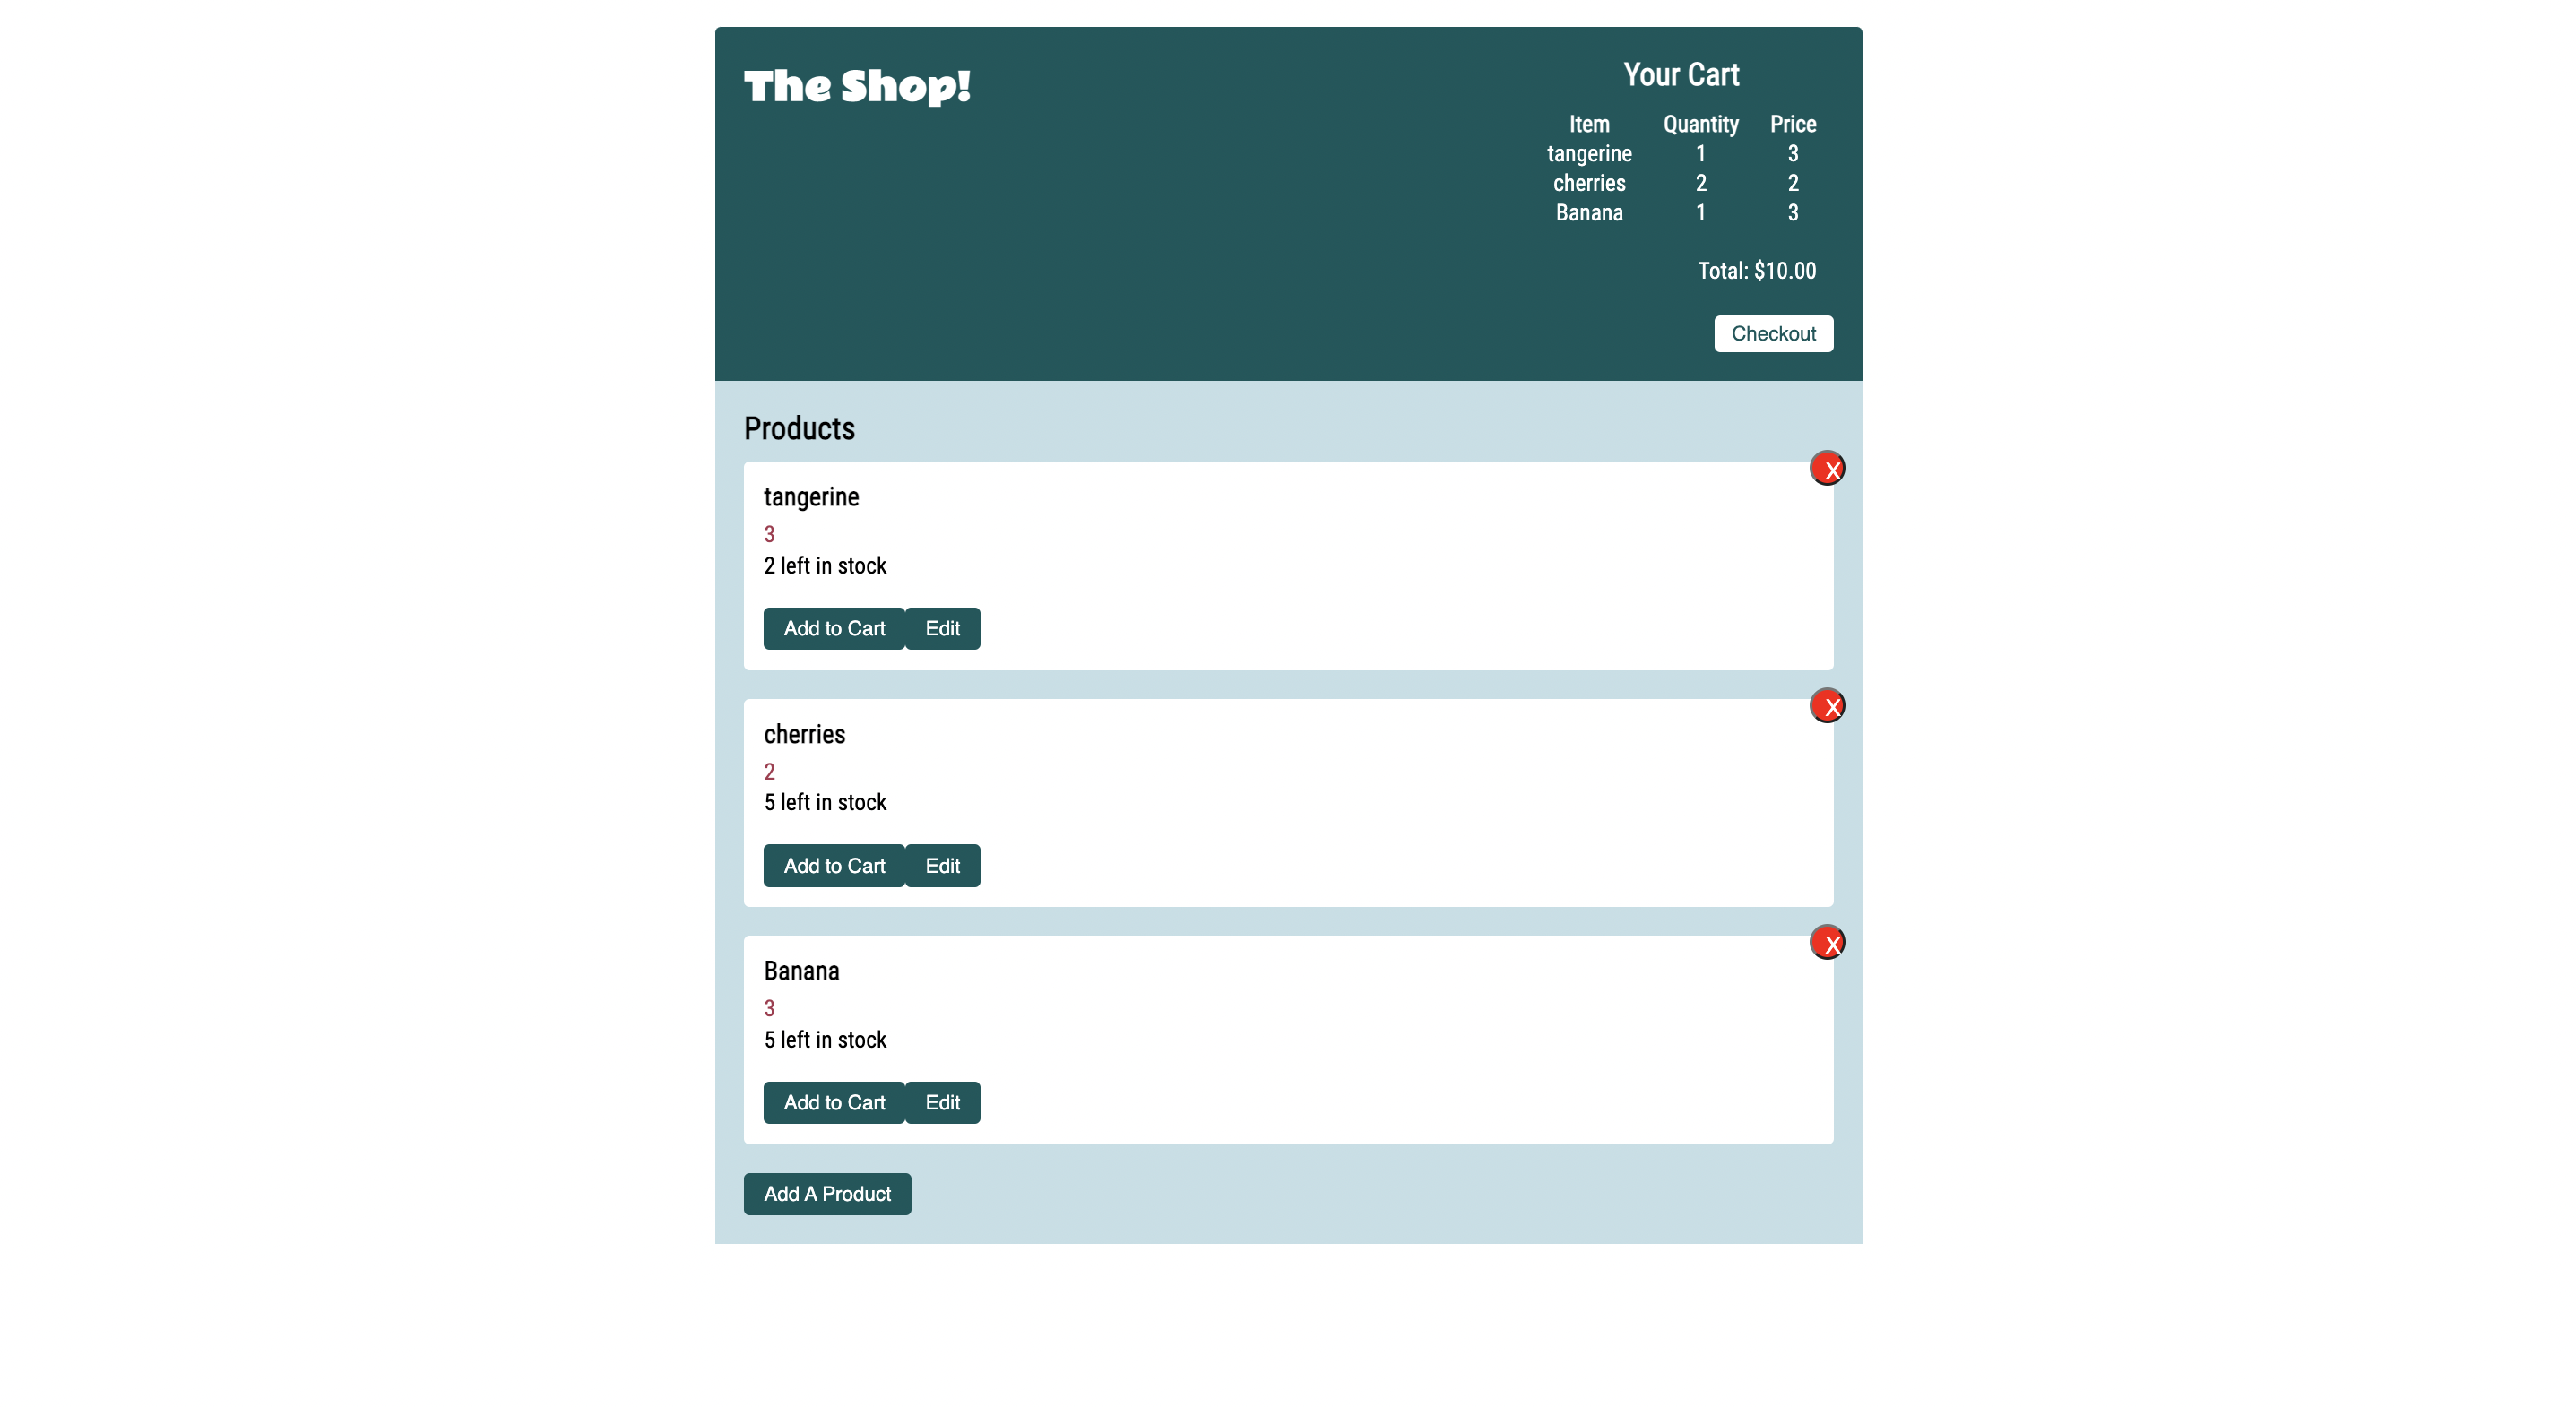 The Shop!
Your Cart
Item Quantity Price
tangerine 1 3
cherries 2 2
Banana 1 3
Total: $10.00
Checkout
Products
X
tangerine
3
2 left in stock
Add to Cart Edit
X
cherries
2
5 left in stock
Add to Cart Edit
X
Banana
3
5 left in stock
Add to Cart Edit
Add A Product